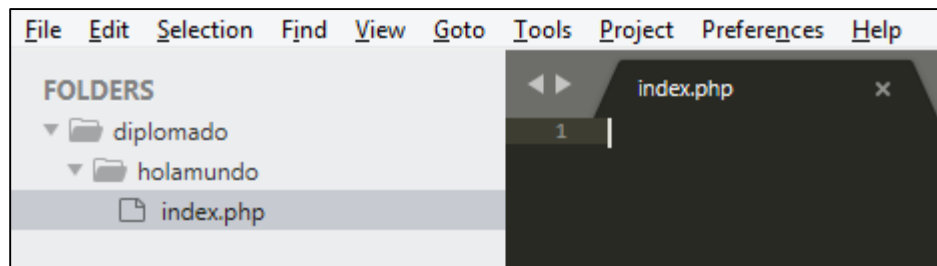 File Edit Selection Find View Goto Tools Project Preferences Help
FOLDERS
diplomado
holamundo
index.php
index.php ×
1